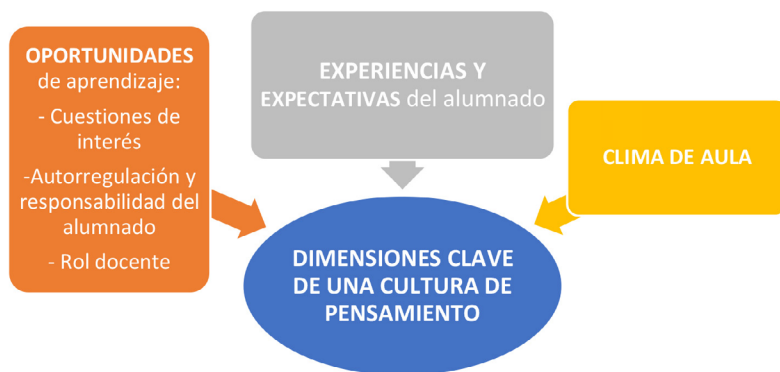 OPORTUNIDADES
de aprendizaje:
- Cuestiones de
interés
-Autorregulación y
responsabilidad del
alumnado
- Rol docente
EXPERIENCIAS Y
EXPECTATIVAS del alumnado
CLIMA DE AULA
DIMENSIONES CLAVE
DE UNA CULTURA DE
PENSAMIENTO